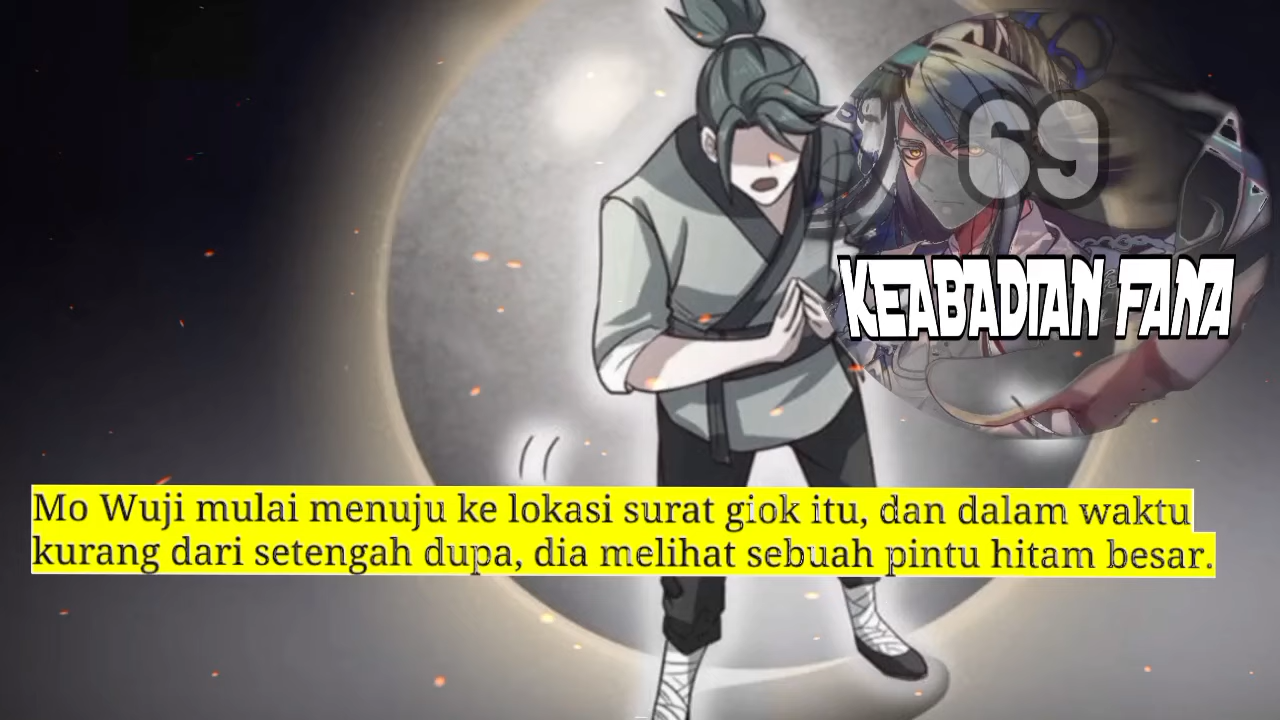 69
KEABADIAN FANA
Mo Wuji mulai menuju ke lokasi surat giok itu, dan dalam waktu
kurang dari setengah dupa, dia melihat sebuah pintu hitam besar.